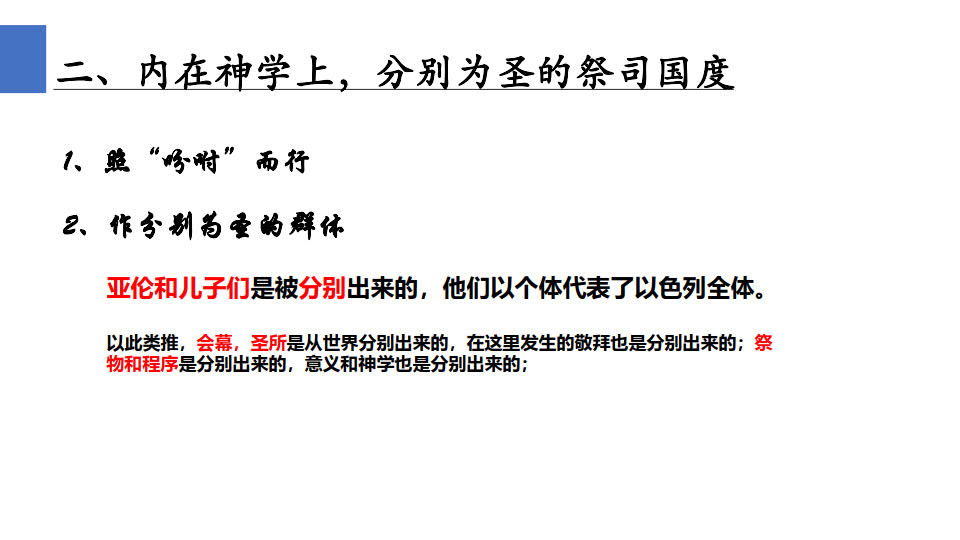 二、内在神学上，分别为圣的祭司国度
1、照“吩咐”而行
2、作分别为圣的群体
亚伦和儿子们是被分别出来的，他们以个体代表了以色列全体。
以此类推，会幕，圣所是从世界分别出来的，在这里发生的敬拜也是分别出来的；祭
物和程序是分别出来的，意义和神学也是分别出来的；